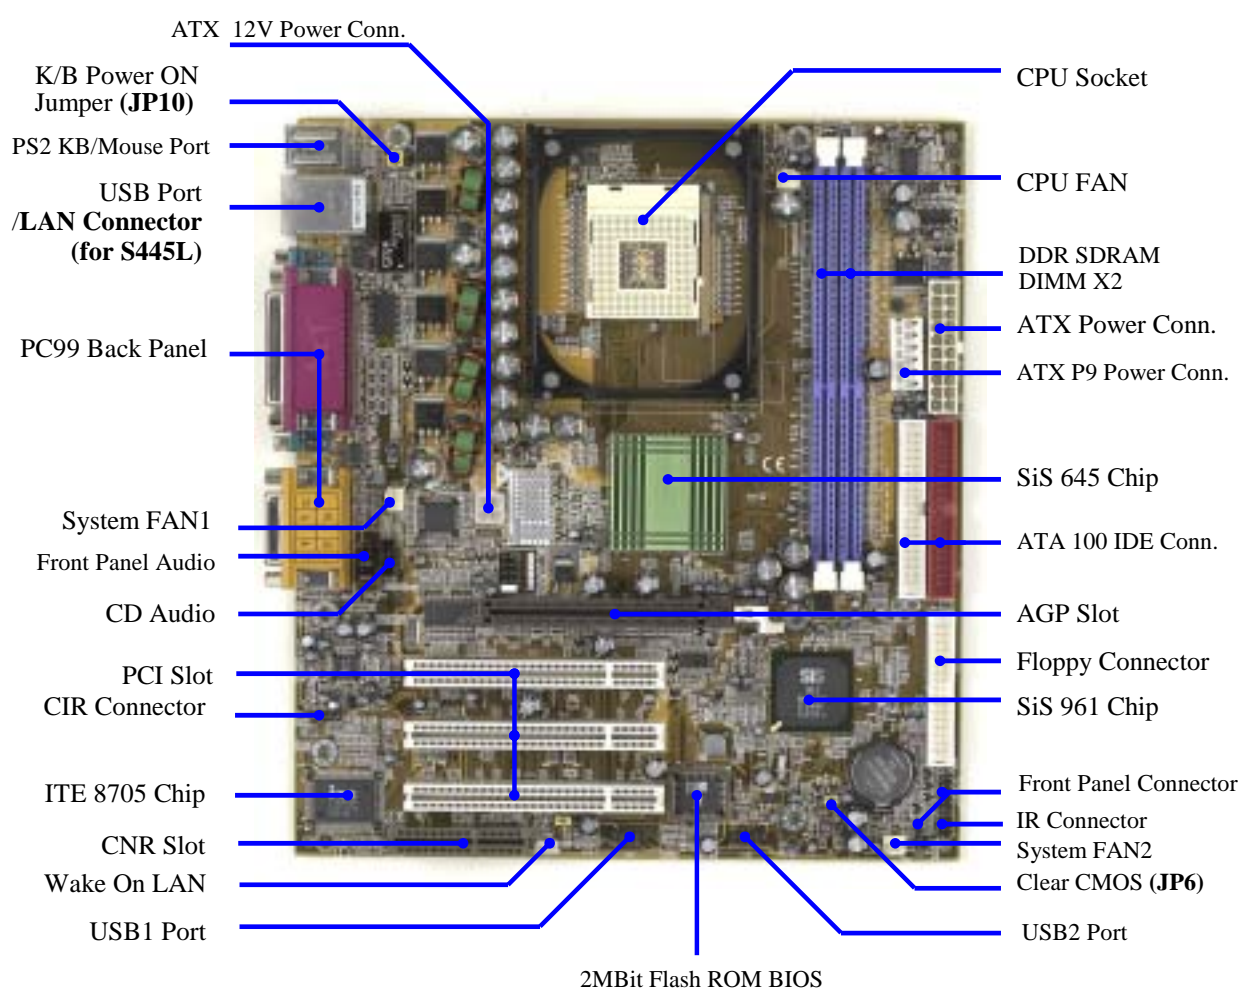 ATX 12V Power Conn.
K/B Power ON
Jumper (JP10)
PS2 KB/Mouse Port
USB Port
/LAN Connector
(for S445L)
PC99 Back Panel
System FAN1
Front Panel Audio
CD Audio
PCI Slot
CIR Connector
ITE 8705 Chip
CNR Slot
Wake On LAN
USB1 Port
2MBit Flash ROM BIOS
CPU Socket
CPU FAN
DDR SDRAM
DIMM X2
ATX Power Conn.
ATX P9 Power Conn.
SiS 645 Chip
ATA 100 IDE Conn.
AGP Slot
Floppy Connector
SiS 961 Chip
Front Panel Connector
IR Connector
System FAN2
Clear CMOS (JP6)
USB2 Port
CE